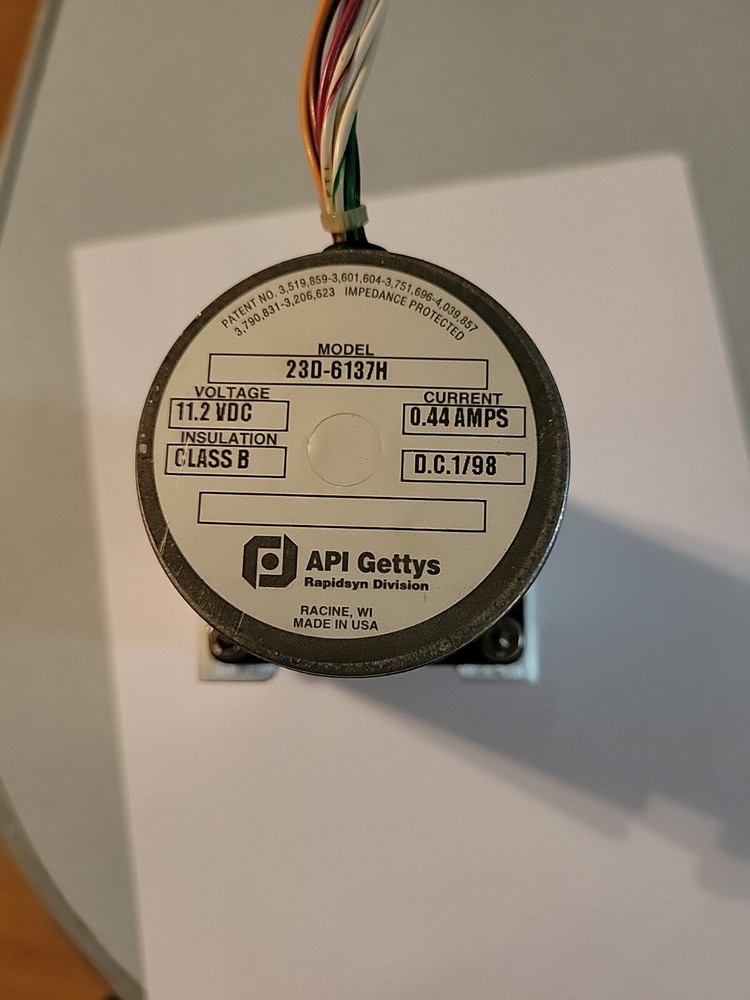 PATENT NO. 3,519,859-3,601,604-3,751,696-4,039,857
3,790,831-3,206,623 IMPEDANCE PROTECTED
MODEL
23D-6137H
VOLTAGE
11.2 VDC
CURRENT
0.44 AMPS
INSULATION
CLASS B
D.C.1/98
API Gettys
Rapidsyn Division
RACINE, WI
MADE IN USA